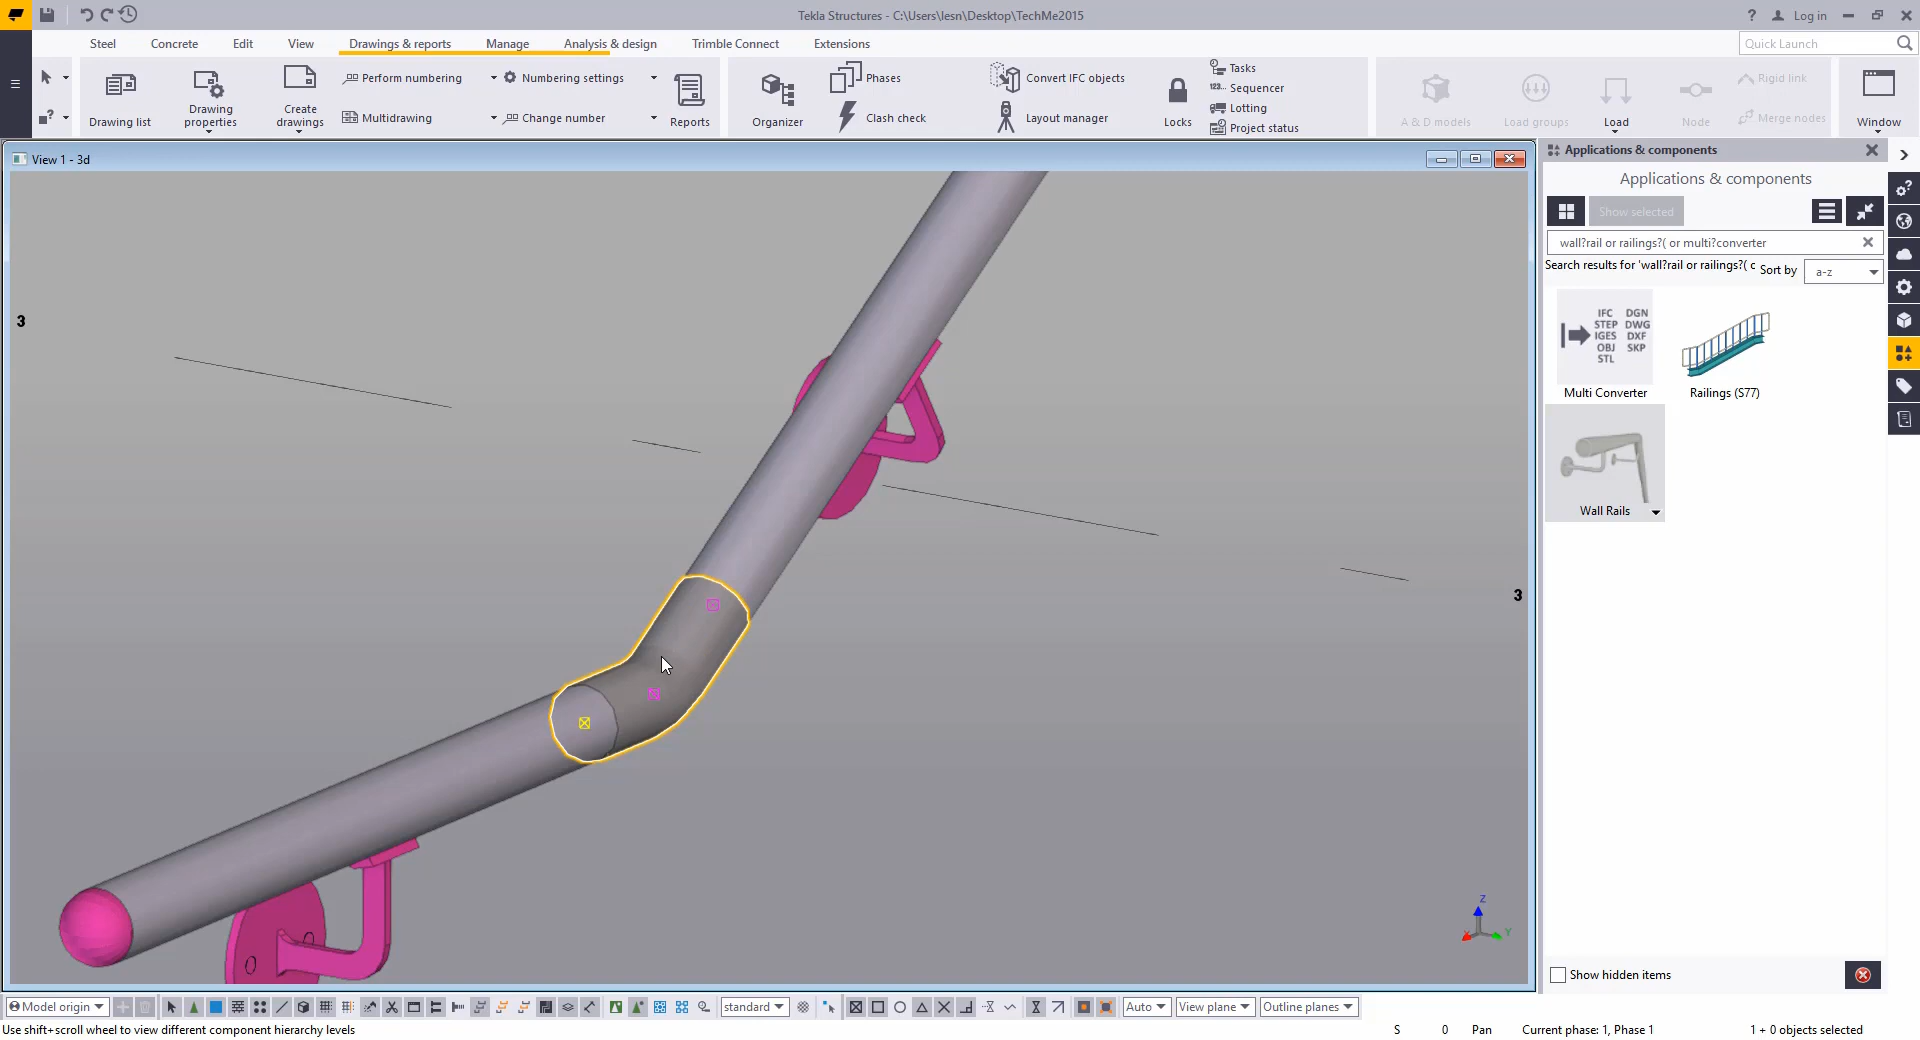 Tekla Structures - C:\Users\lesn\Desktop\TechMe2015
? Log in
Steel Concrete Edit View Drawings & reports Manage Analysis & design Trimble Connect Extensions
Quick Launch
Drawing list
Drawing properties
Create drawings
Perform numbering
Numbering settings
Multidrawing
Change number
Reports
Organizer
Phases
Clash check
Convert IFC objects
Layout manager
Locks
Tasks
123... Sequencer
Lotting
Project status
A & D models
Load groups
Load
Node
Rigid link
Merge nodes
Window
View 1 - 3d
3
3
Z
Y
X
Applications & components
Applications & components
Show selected
wall?rail or railings?( or multi?converter
Search results for 'wall?rail or railings?( c Sort by a-z
IFC DGN
STEP DWG
IGES DXF
OBJ SKP
STL
Multi Converter
Railings (S77)
Wall Rails
Show hidden items
Model origin
standard
Auto
View plane
Outline planes
Use shift+scroll wheel to view different component hierarchy levels
S 0 Pan Current phase: 1, Phase 1 1 + 0 objects selected